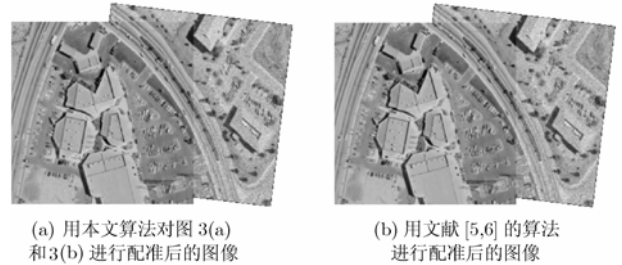 (a) 用本文算法对图 3(a)
和3(b) 进行配准后的图像
(b) 用文献 [5,6] 的算法
进行配准后的图像